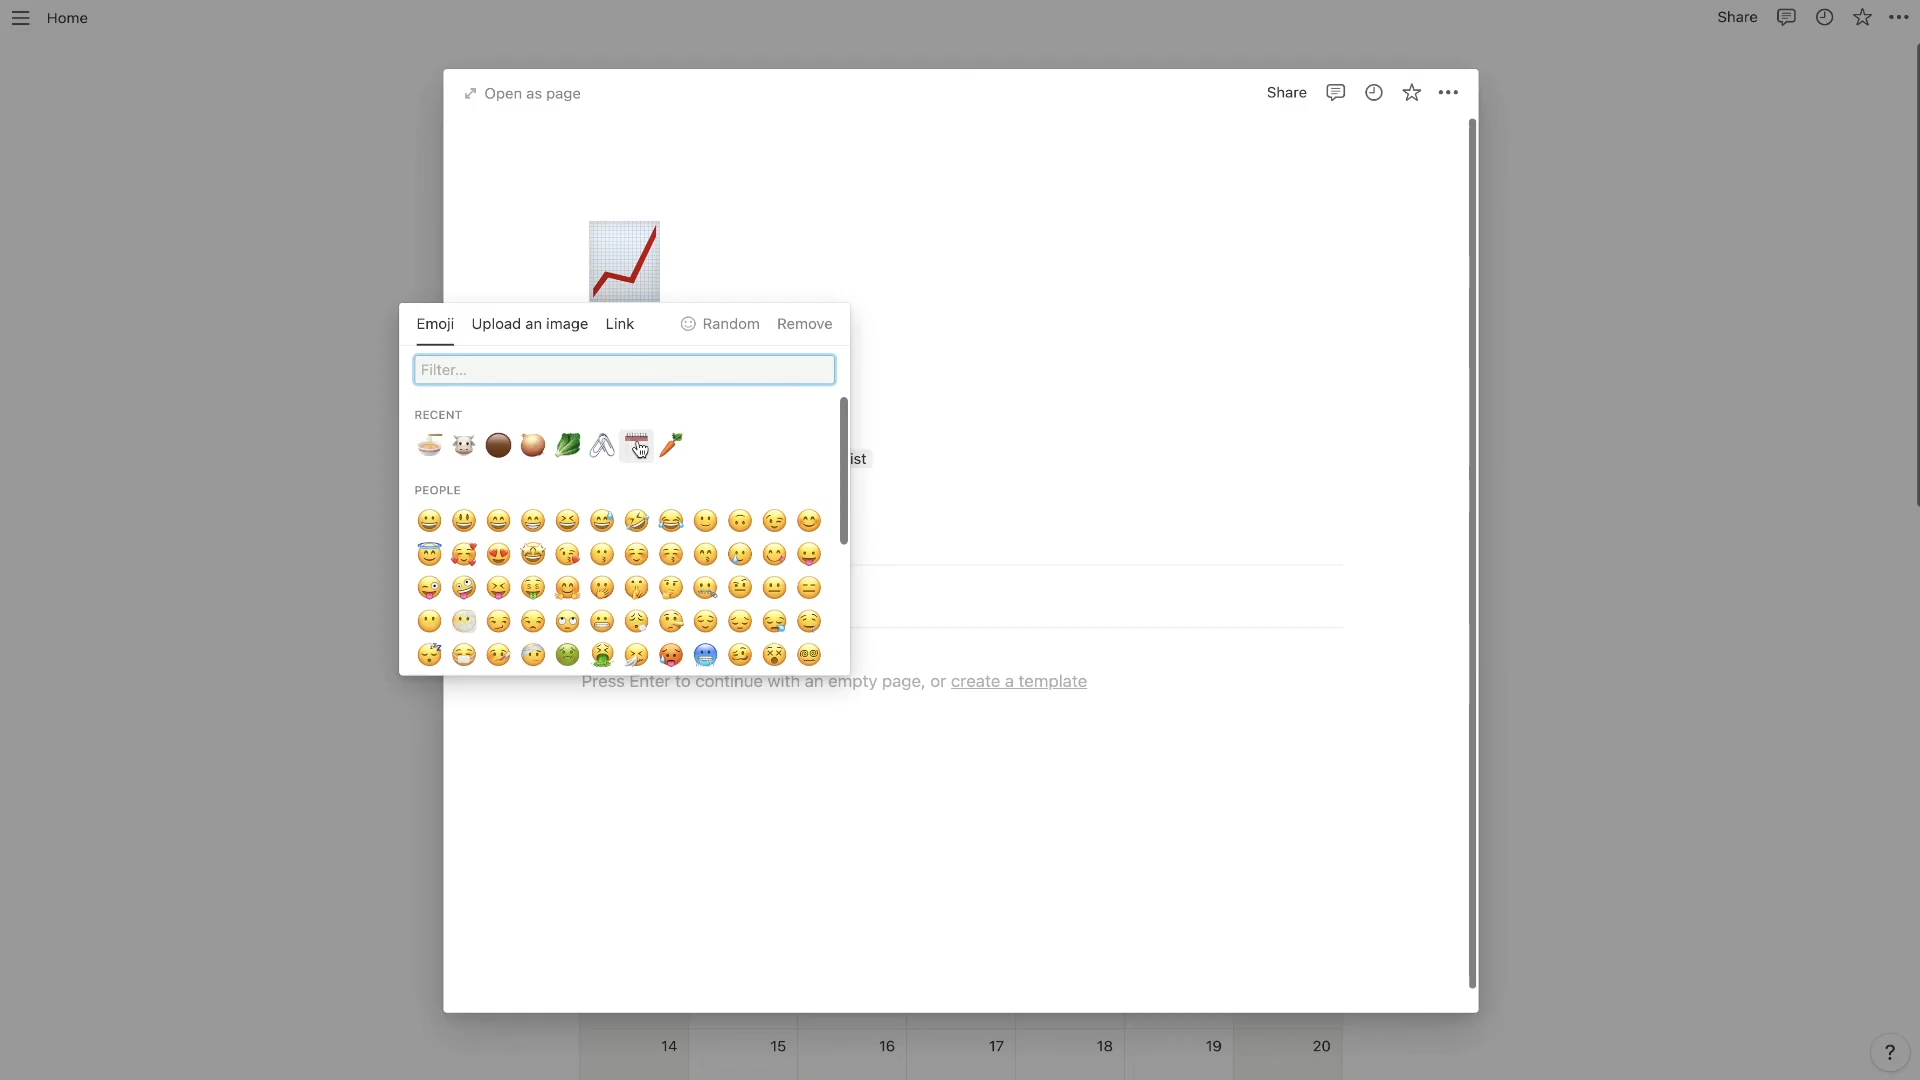 Home
Share
Open as page
Share
Emoji Upload an image Link Random Remove
Filter...
RECENT
ist
PEOPLE
Press Enter to continue with an empty page, or create a template
14 15 16 17 18 19 20
?